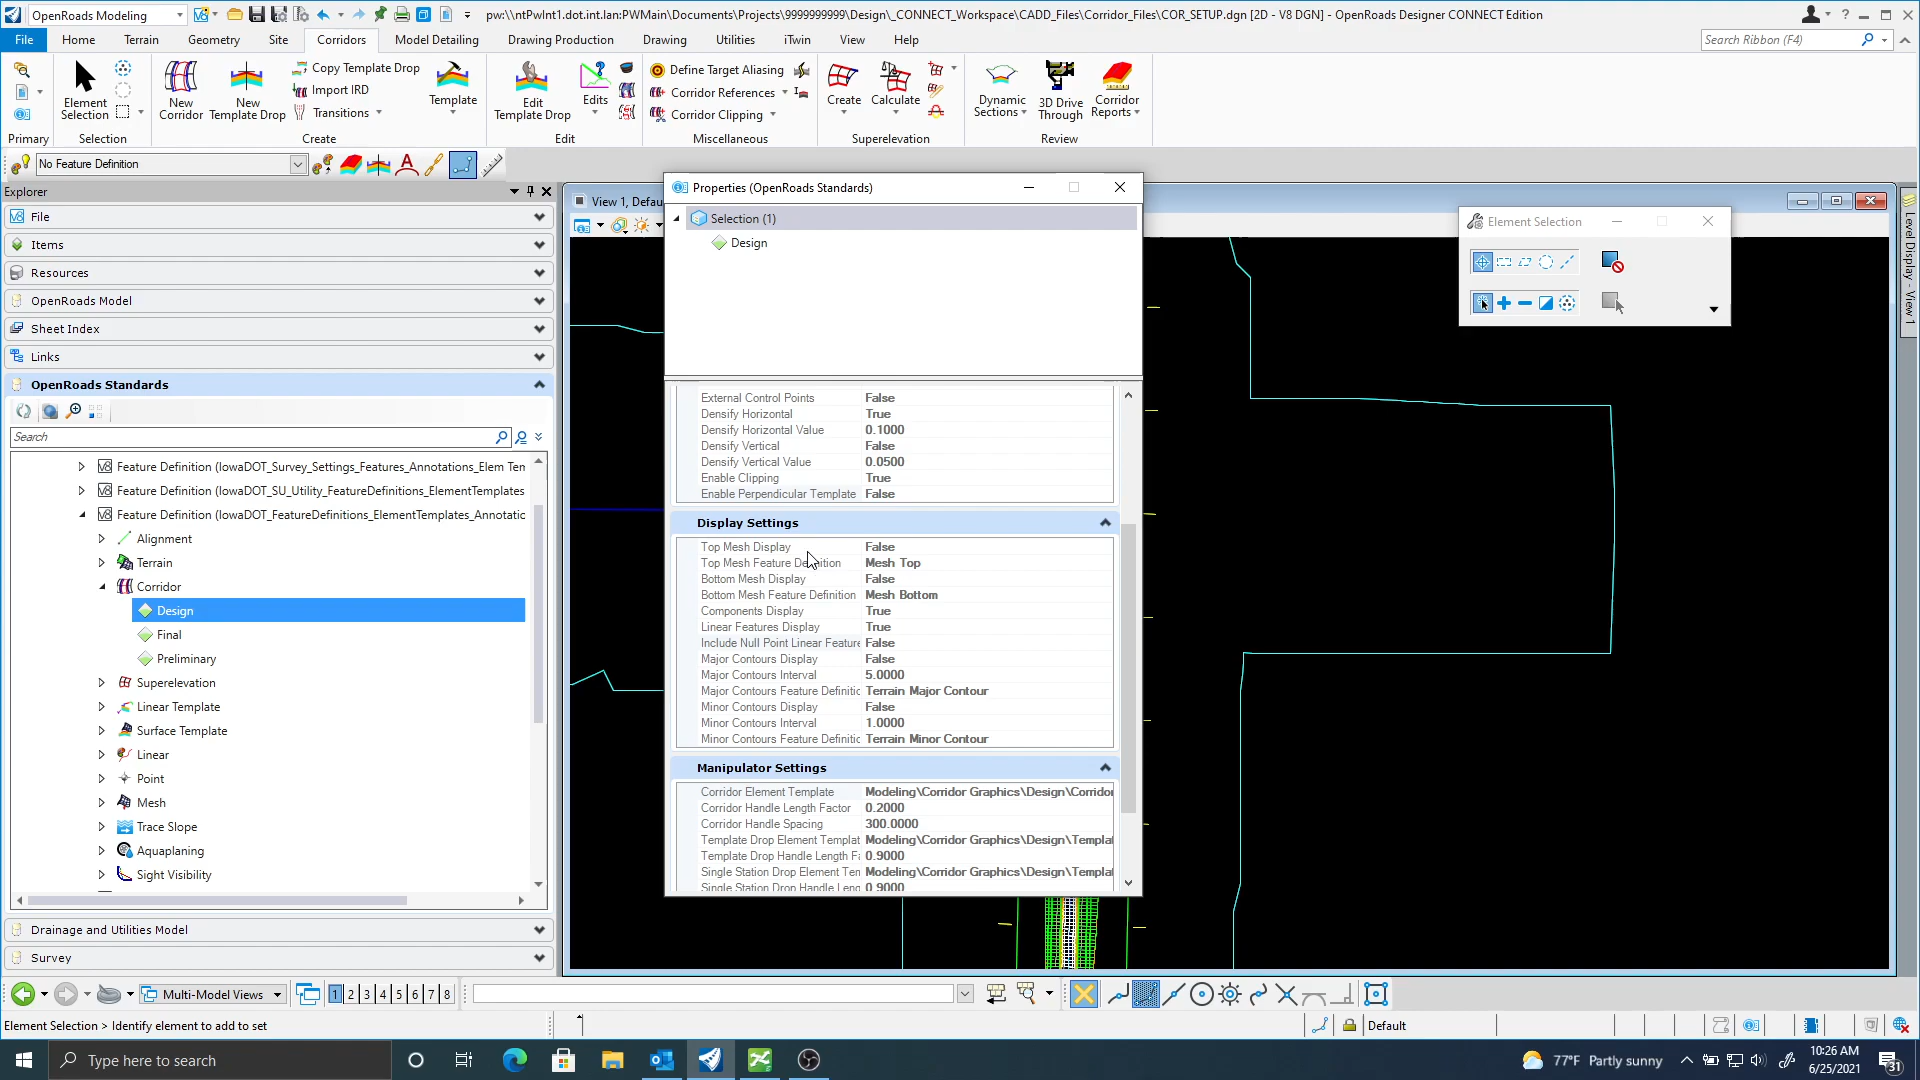 OpenRoads Modeling
pw:\\ntPwInt1.dot.int.lan:PWMain\Documents\Projects\9999999999\Design\_CONNECT_Workspace\CADD_Files\Corridor_Files\COR_SETUP.dgn [2D - V8 DGN] - OpenRoads Designer CONNECT Edition
File Home Terrain Geometry Site Corridors Model Detailing Drawing Production Drawing Utilities iTwin View Help
Search Ribbon (F4)
Element Selection
New Corridor
New Template Drop
Copy Template Drop
Import IRD
Transitions
Template
Edit Template Drop
Edits
Define Target Aliasing
Corridor References
Corridor Clipping
Create
Calculate
Dynamic Sections
3D Drive Through
Corridor Reports
Primary Selection Create Edit Miscellaneous Superelevation Review
No Feature Definition
Explorer
File
Items
Resources
OpenRoads Model
Sheet Index
Links
OpenRoads Standards
Search
Feature Definition (IowaDOT_Survey_Settings_Features_Annotations_Elem Tem
Feature Definition (IowaDOT_SU_Utility_FeatureDefinitions_ElementTemplates
Feature Definition (IowaDOT_FeatureDefinitions_ElementTemplates_Annotatic
Alignment
Terrain
Corridor
Design
Final
Preliminary
Superelevation
Linear Template
Surface Template
Linear
Point
Mesh
Trace Slope
Aquaplaning
Sight Visibility
Drainage and Utilities Model
Survey
View 1, Defau
Properties (OpenRoads Standards)
Selection (1)
Design
External Control Points False
Densify Horizontal True
Densify Horizontal Value 0.1000
Densify Vertical False
Densify Vertical Value 0.0500
Enable Clipping True
Enable Perpendicular Template False
Display Settings
Top Mesh Display False
Top Mesh Feature Definition Mesh Top
Bottom Mesh Display False
Bottom Mesh Feature Definition Mesh Bottom
Components Display True
Linear Features Display True
Include Null Point Linear Feature False
Major Contours Display False
Major Contours Interval 5.0000
Major Contours Feature Definitic Terrain Major Contour
Minor Contours Display False
Minor Contours Interval 1.0000
Minor Contours Feature Definitic Terrain Minor Contour
Manipulator Settings
Corridor Element Template Modeling\Corridor Graphics\Design\Corridor
Corridor Handle Length Factor 0.2000
Corridor Handle Spacing 300.0000
Template Drop Element Templat Modeling\Corridor Graphics\Design\Templat
Template Drop Handle Length Fa 0.9000
Single Station Drop Element Ten Modeling\Corridor Graphics\Design\Templat
Single Station Drop Handle Leng 0.9000
Element Selection
Level Display - View 1
Multi-Model Views
1 2 3 4 5 6 7 8
Element Selection > Identify element to add to set
Default
Type here to search
77°F Partly sunny
10:26 AM
6/25/2021
31